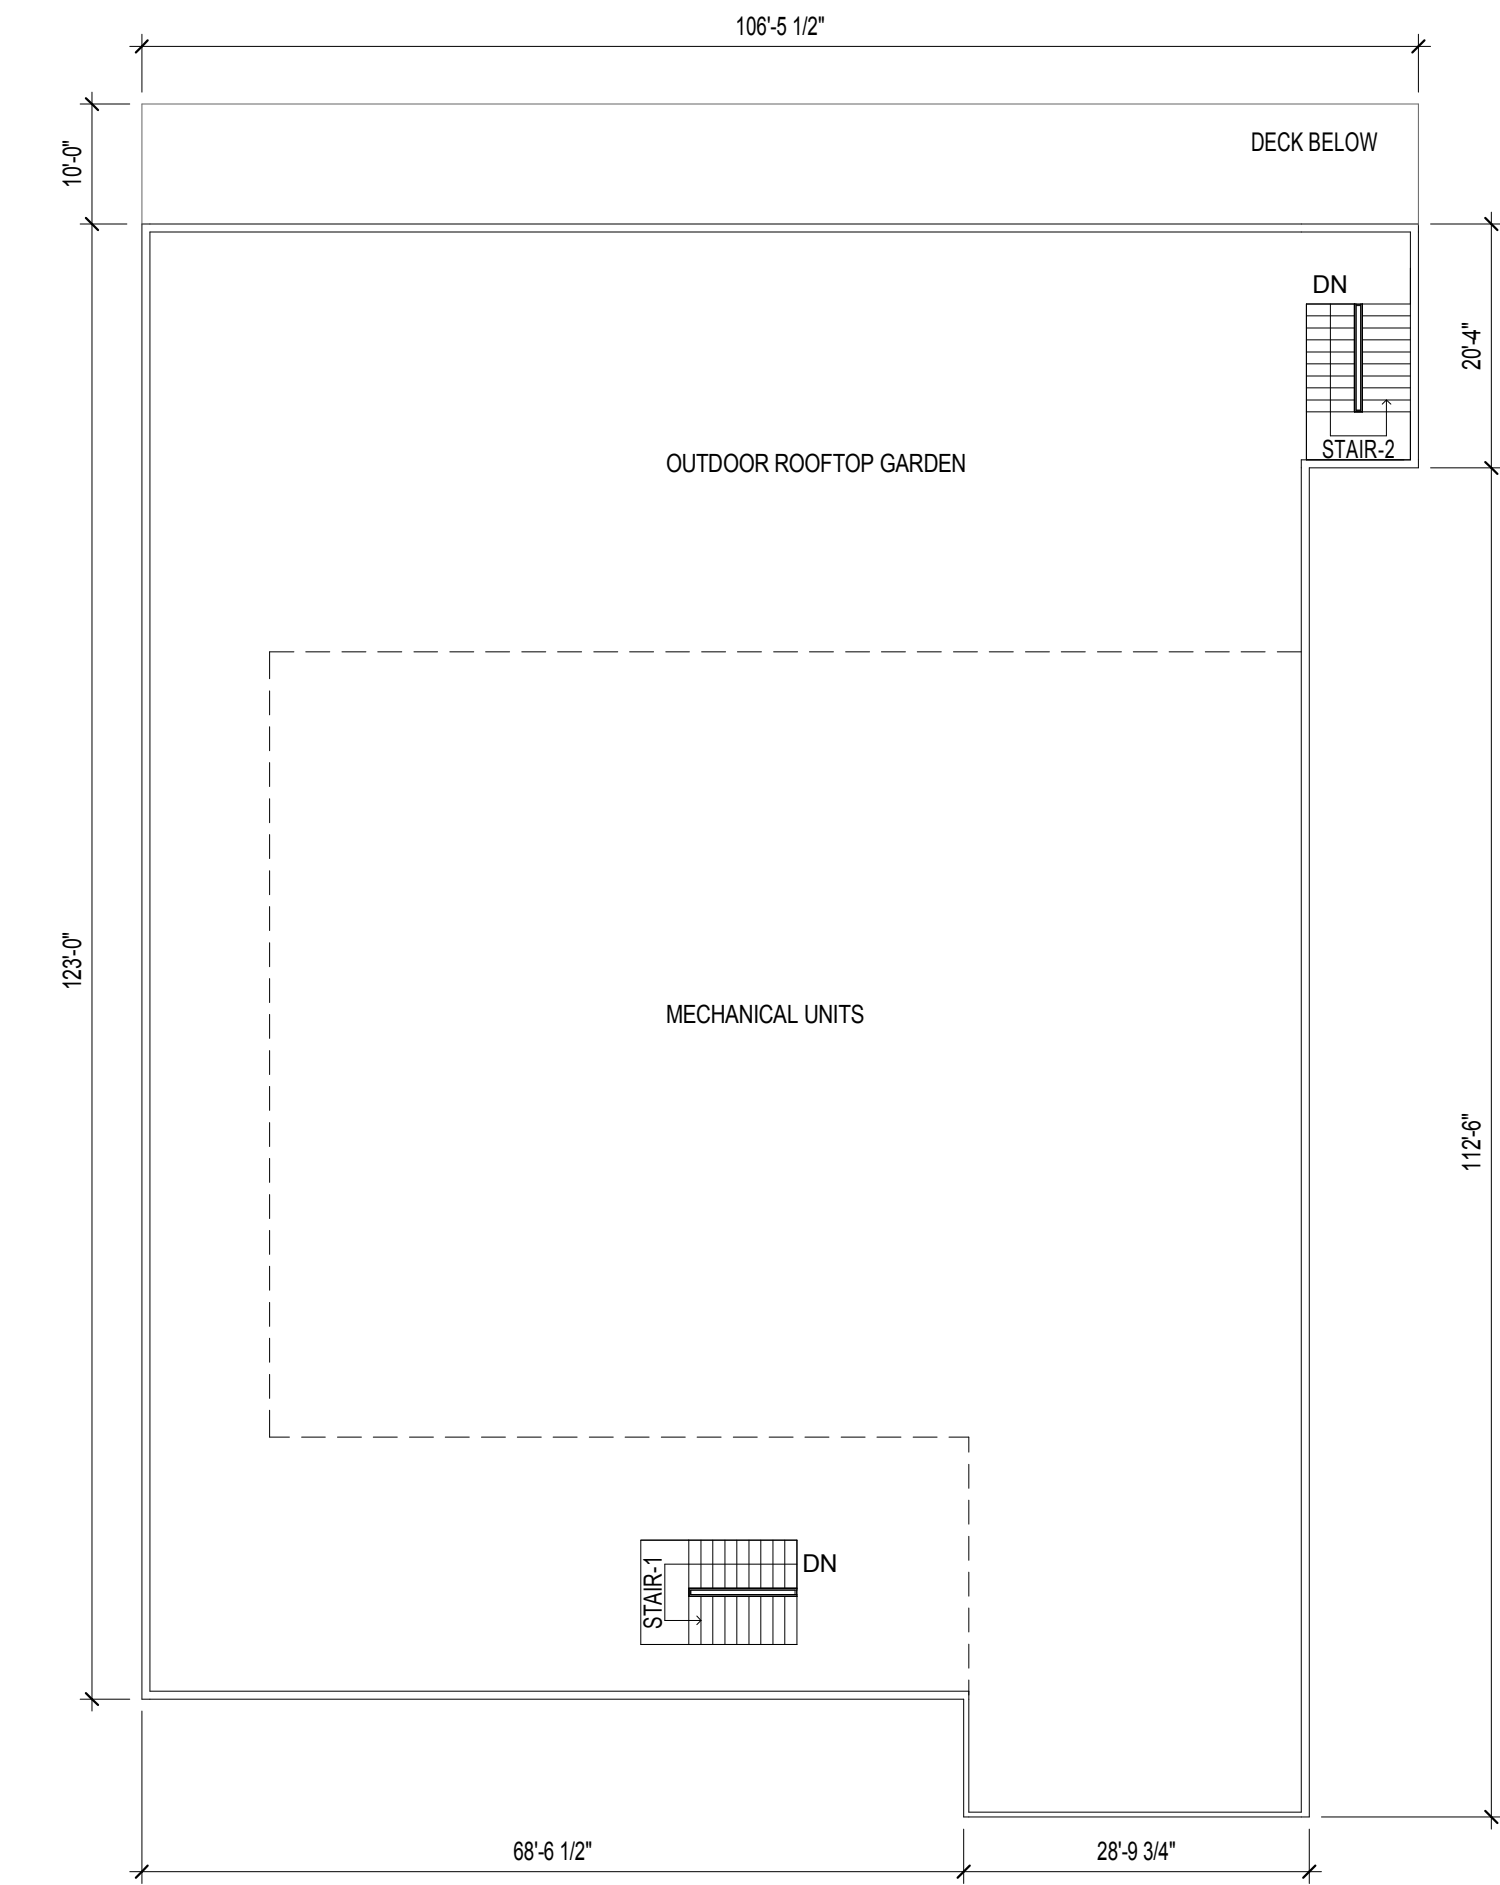 106'-5 1/2"
DECK BELOW
10'-0"
DN
20'-4"
STAIR-2
OUTDOOR ROOFTOP GARDEN
123'-0"
MECHANICAL UNITS
112'-6"
STAIR-1
DN
68'-6 1/2"
28'-9 3/4"